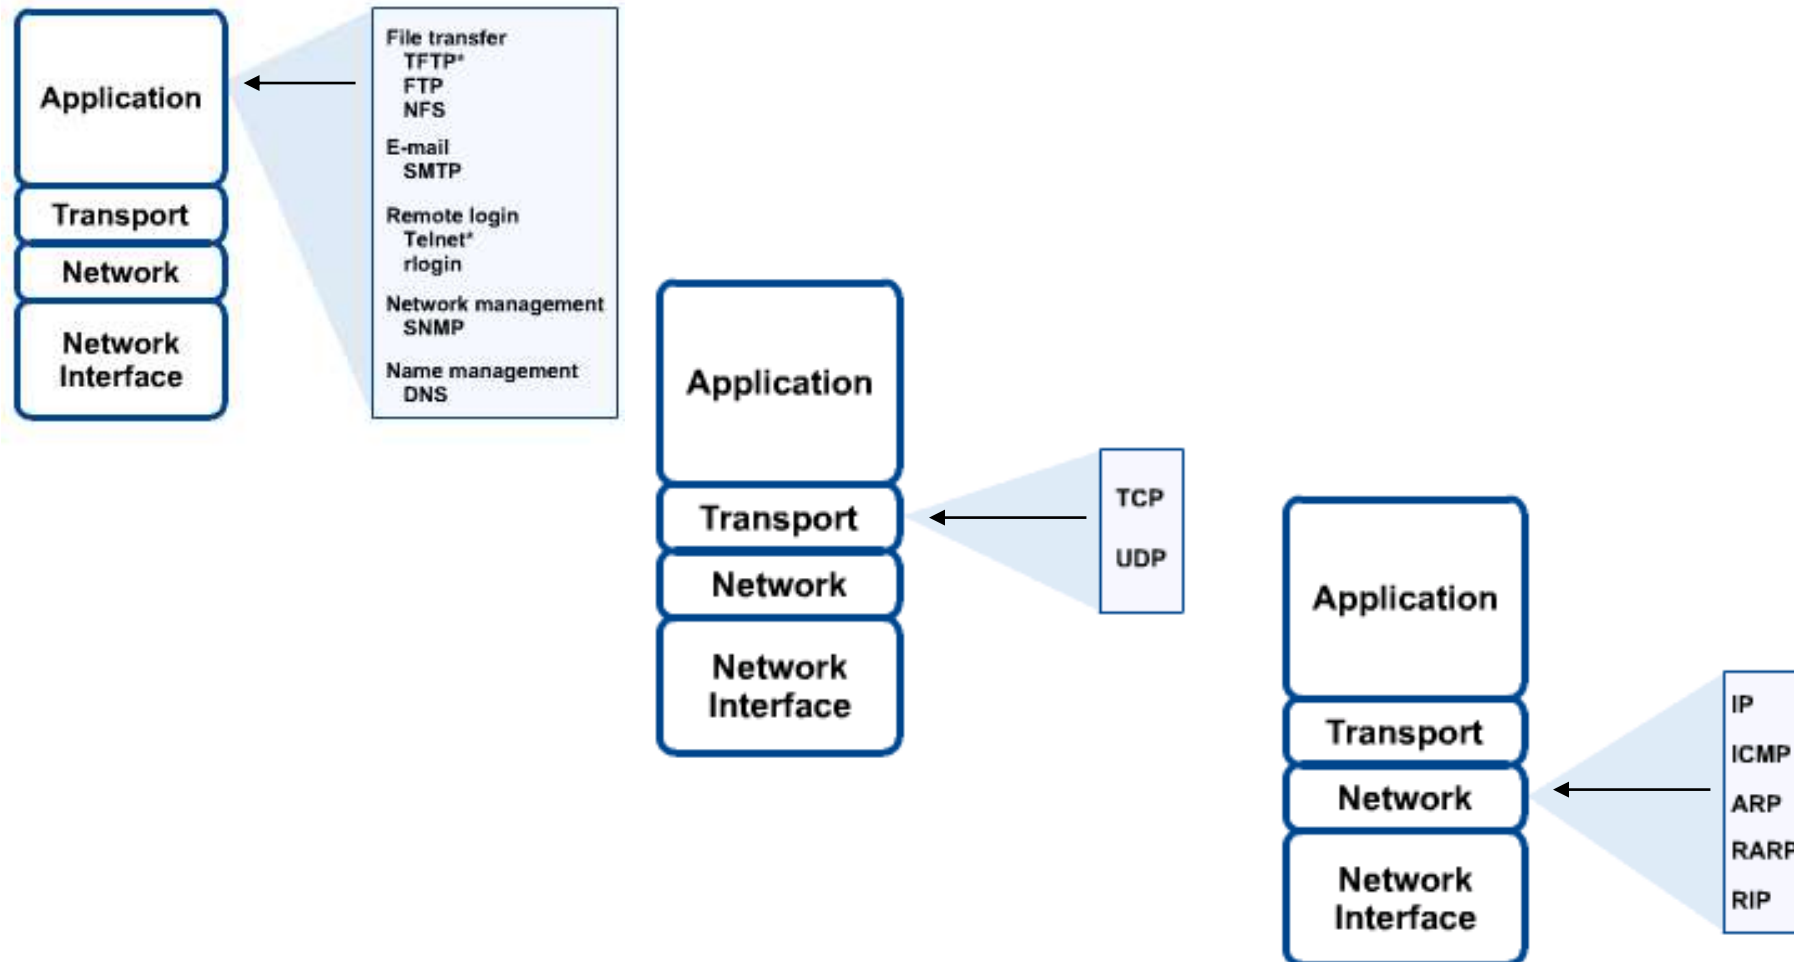 Application
Transport
Network
Network
Interface
File transfer
TFTP*
FTP
NFS
E-mail
SMTP
Remote login
Telnet*
rlogin
Network management
SNMP
Name management
DNS
Application
Transport
Network
Network
Interface
TCP
UDP
Application
Transport
Network
Network
Interface
IP
ICMP
ARP
RARP
RIP